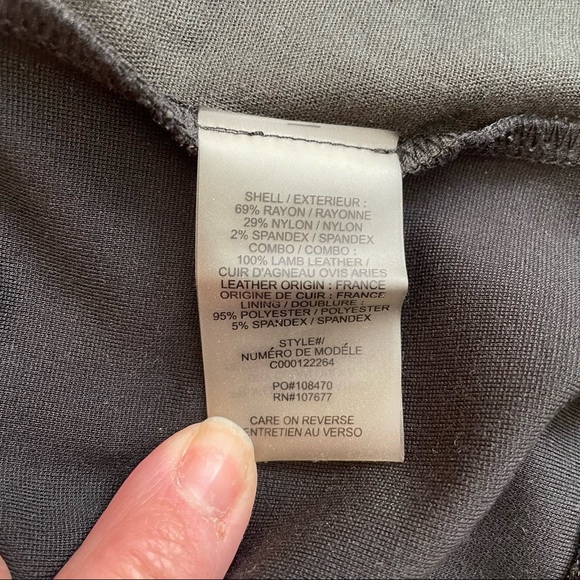 SHELL / EXTERIEUR :
69% RAYON / RAYONNE
29% NYLON / NYLON
2% SPANDEX / SPANDEX
COMBO / COMBO :
100% LAMB LEATHER /
CUIR D'AGNEAU OVIS ARIES
LEATHER ORIGIN : FRANCE
ORIGINE DE CUIR : FRANCE
LINING / DOUBLURE :
95% POLYESTER / POLYESTER
5% SPANDEX / SPANDEX
STYLE#/
NUMÉRO DE MODÈLE
C000122264
PO#108470
RN#107677
CARE ON REVERSE
ENTRETIEN AU VERSO